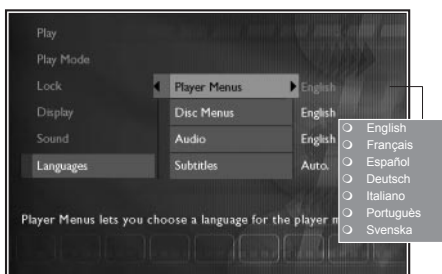 Play
Play Mode
Lock
Display
Sound
Languages
Player Menus
Disc Menus
Audio
Subtitles
English
English
English
Auto.
Player Menus lets you choose a language for the player
English
Français
Español
Deutsch
Italiano
Portuguès
Svenska